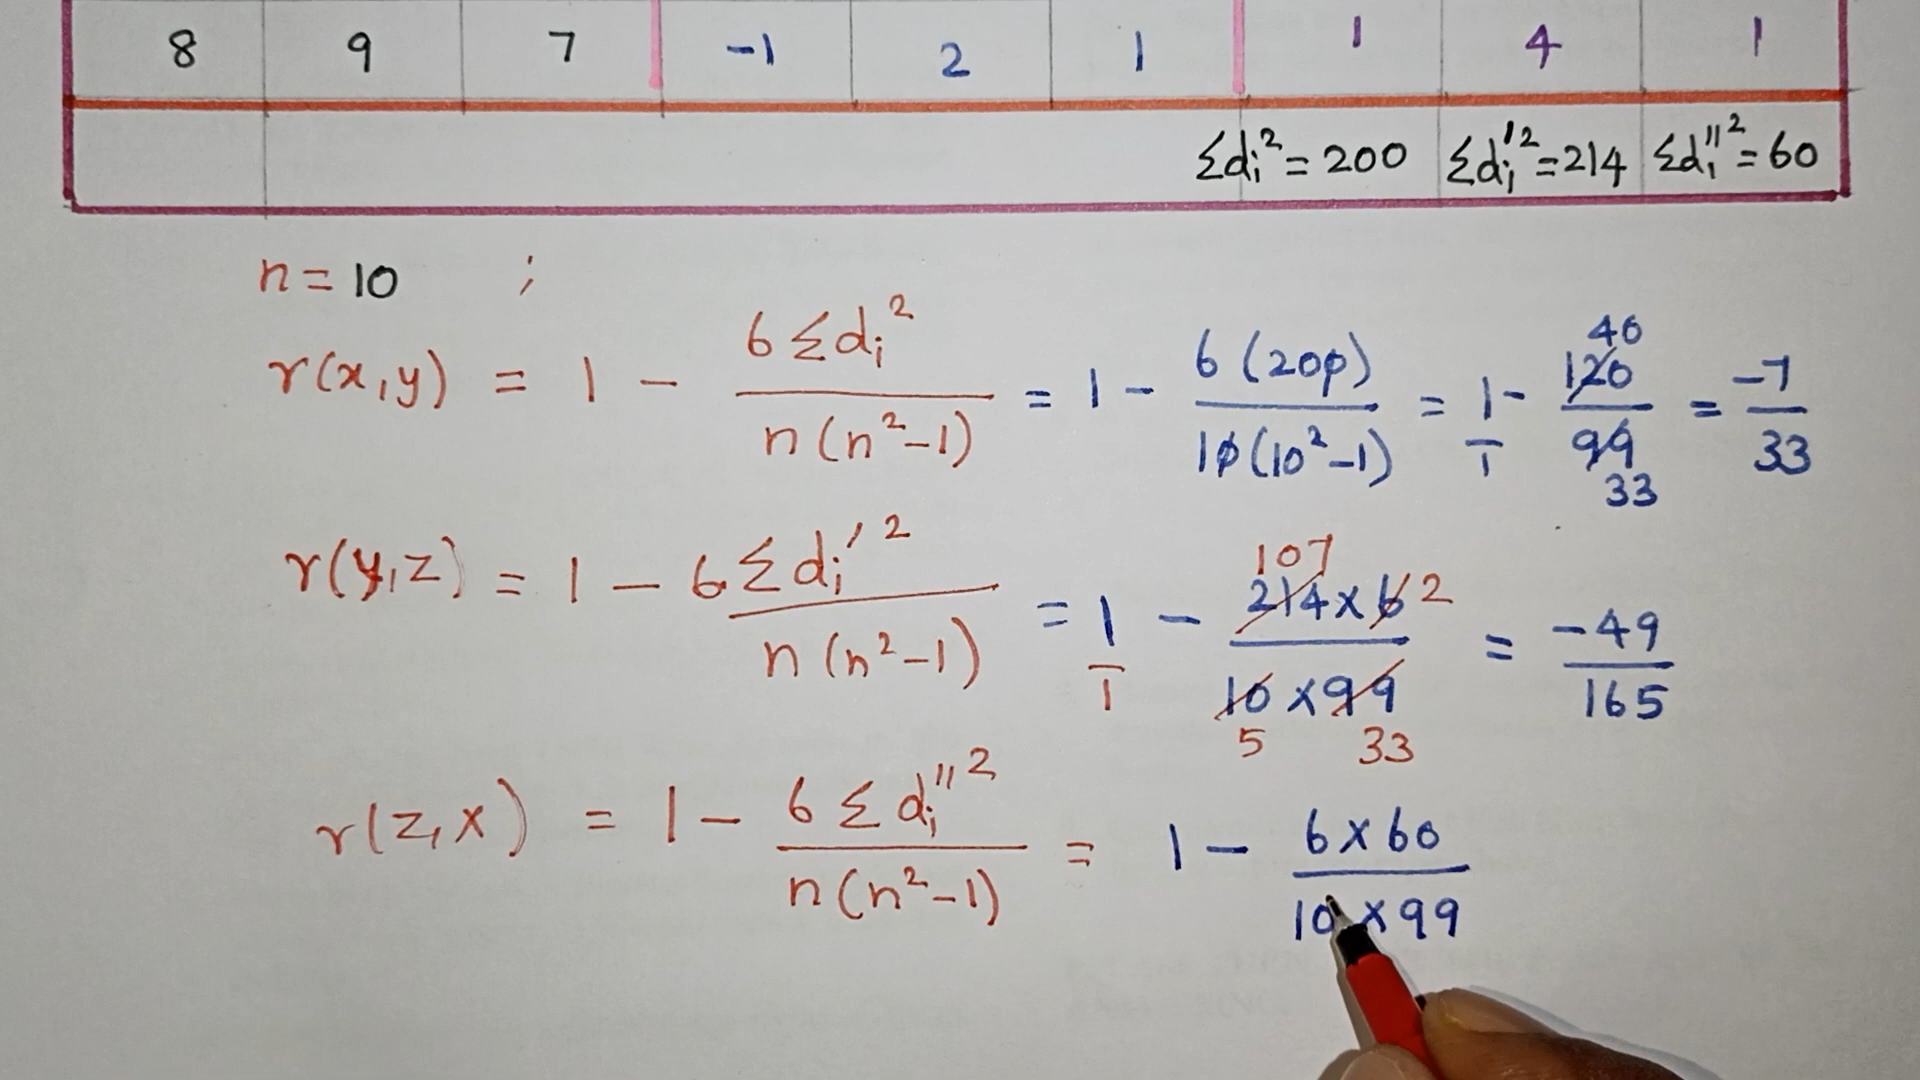 8 9 7 -1 2 1 1 4 1
Σdi² = 200 Σdi'² = 214 Σdi''² = 60
n = 10 ;
r(x,y) = 1 - 6Σdi² / n(n²-1) = 1 - 6(200) / 10(10²-1) = 1/1 - 120 40 / 99 33 = -7/33
r(y,z) = 1 - 6Σdi'² / n(n²-1) = 1/1 - 107 214×6 2 / 10×99 5 33 = -49/165
r(z,x) = 1 - 6Σdi''² / n(n²-1) = 1 - 6×60 / 10×99